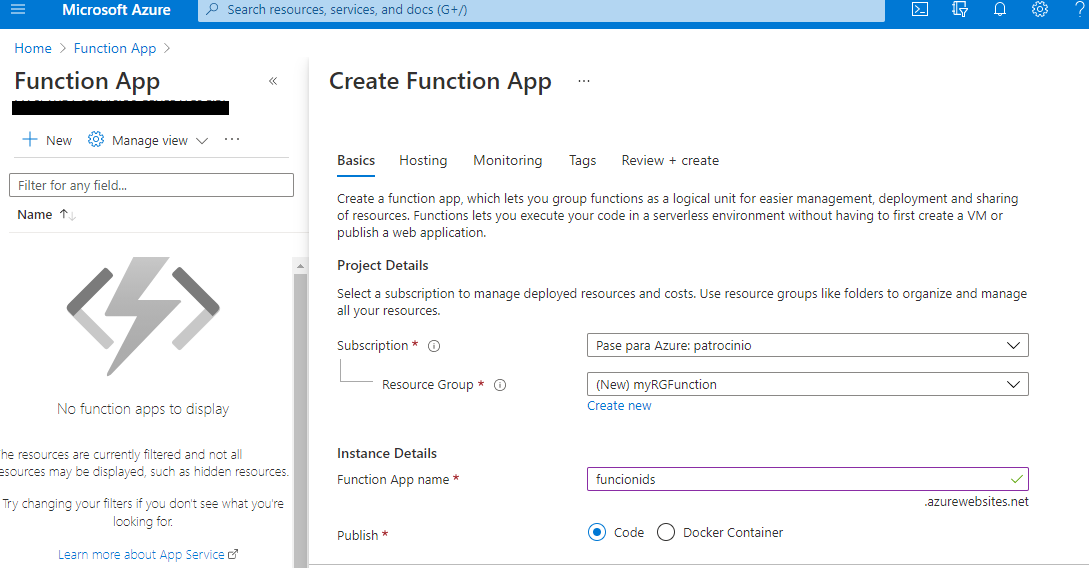 Microsoft Azure
Search resources, services, and docs (G+/)
Home > Function App >
Function App
«
New
Manage view
...
Filter for any field...
Name ↑↓
No function apps to display
he resources are currently filtered and not all
esources may be displayed, such as hidden resources.
Try changing your filters if you don't see what you're
looking for.
Learn more about App Service
Create Function App
...
Basics Hosting Monitoring Tags Review + create
Create a function app, which lets you group functions as a logical unit for easier management, deployment and sharing
of resources. Functions lets you execute your code in a serverless environment without having to first create a VM or
publish a web application.
Project Details
Select a subscription to manage deployed resources and costs. Use resource groups like folders to organize and manage
all your resources.
Subscription *
Pase para Azure: patrocinio
Resource Group *
(New) myRGFunction
Create new
Instance Details
Function App name *
funcionids
.azurewebsites.net
Publish *
Code Docker Container